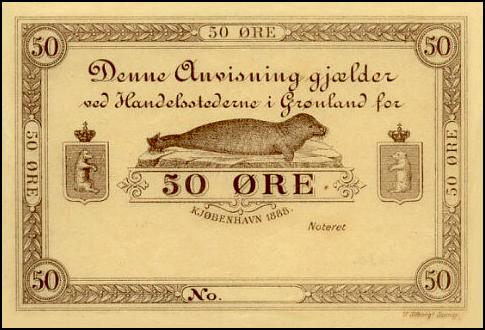 50 50 ØRE 50
Denne Anvisning gjælder
ved Handelsstederne i Grønland for
50 ØRE
50 ØRE
50 ØRE.
KJØBENHAVN 1888.
Noteret
50 No. 50